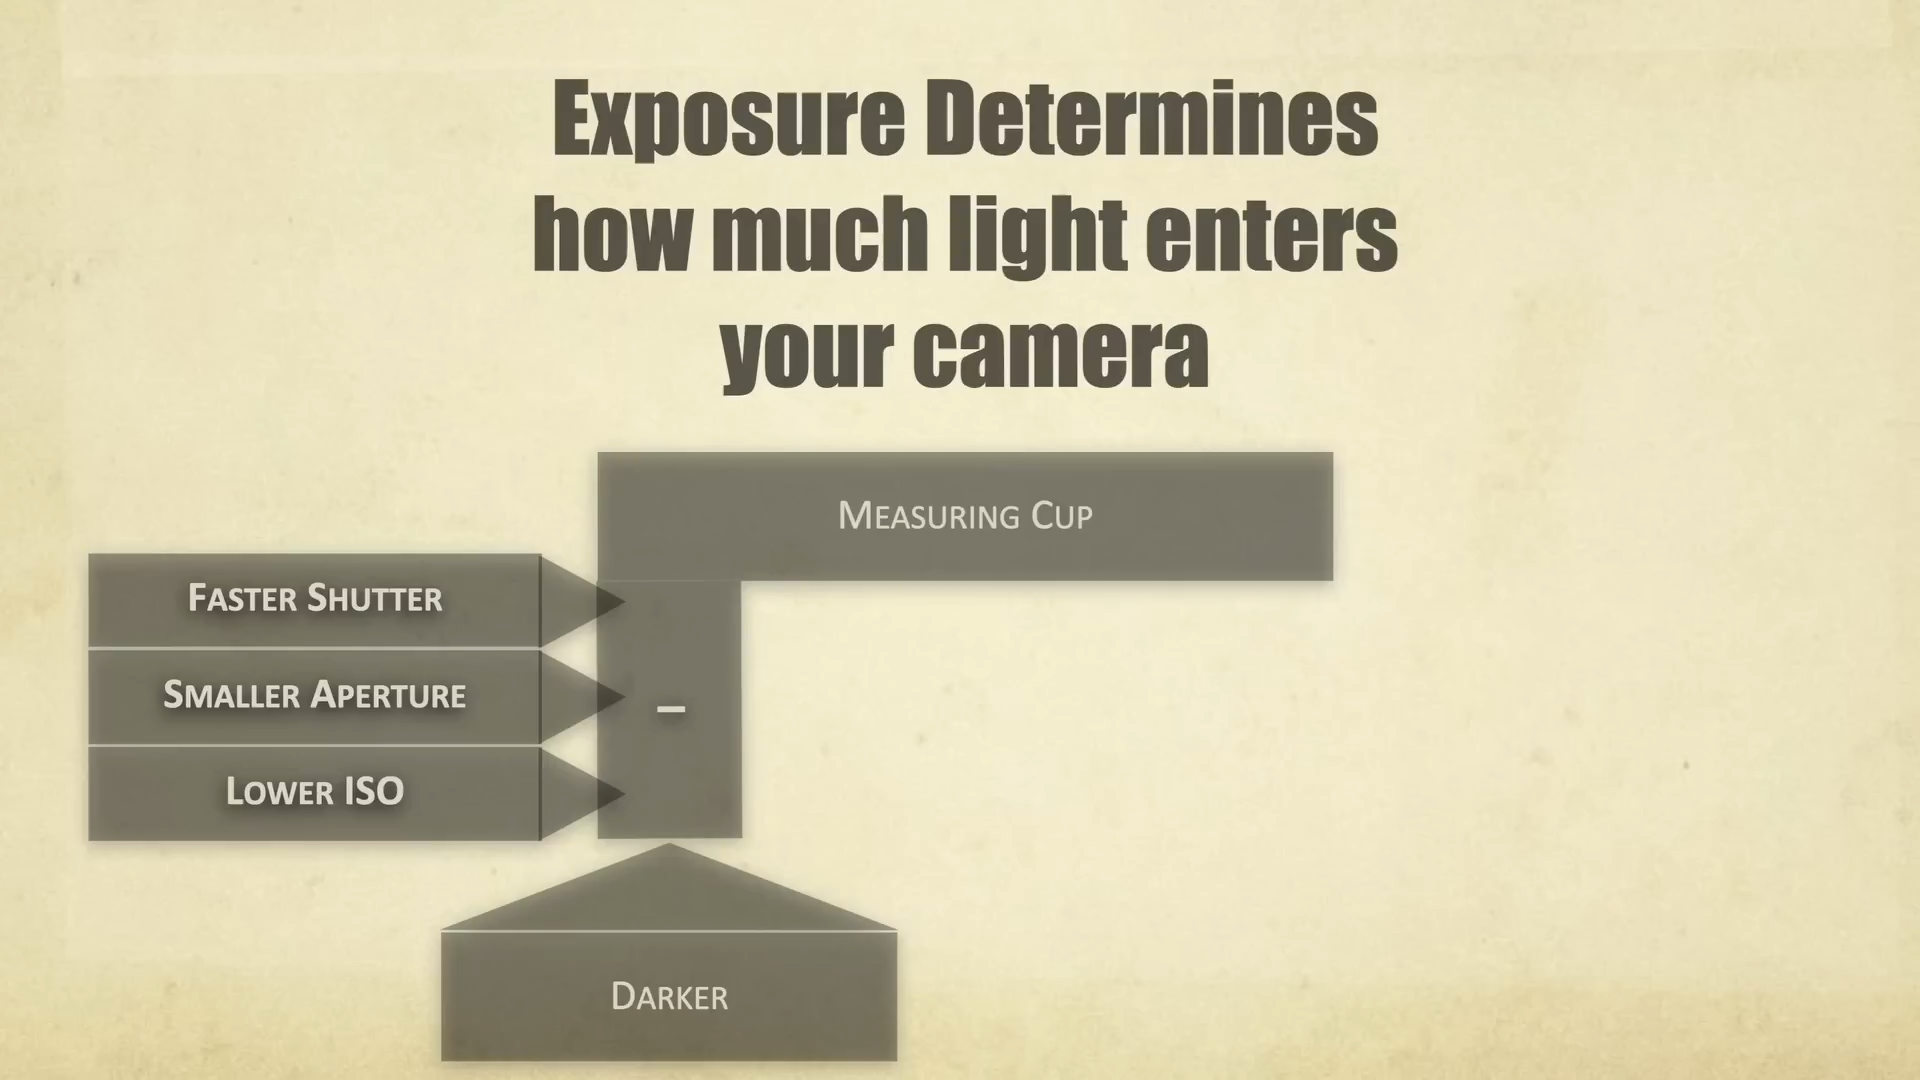 Exposure Determines
how much light enters
your camera
Measuring Cup
Faster Shutter
Smaller Aperture
–
Lower ISO
Darker